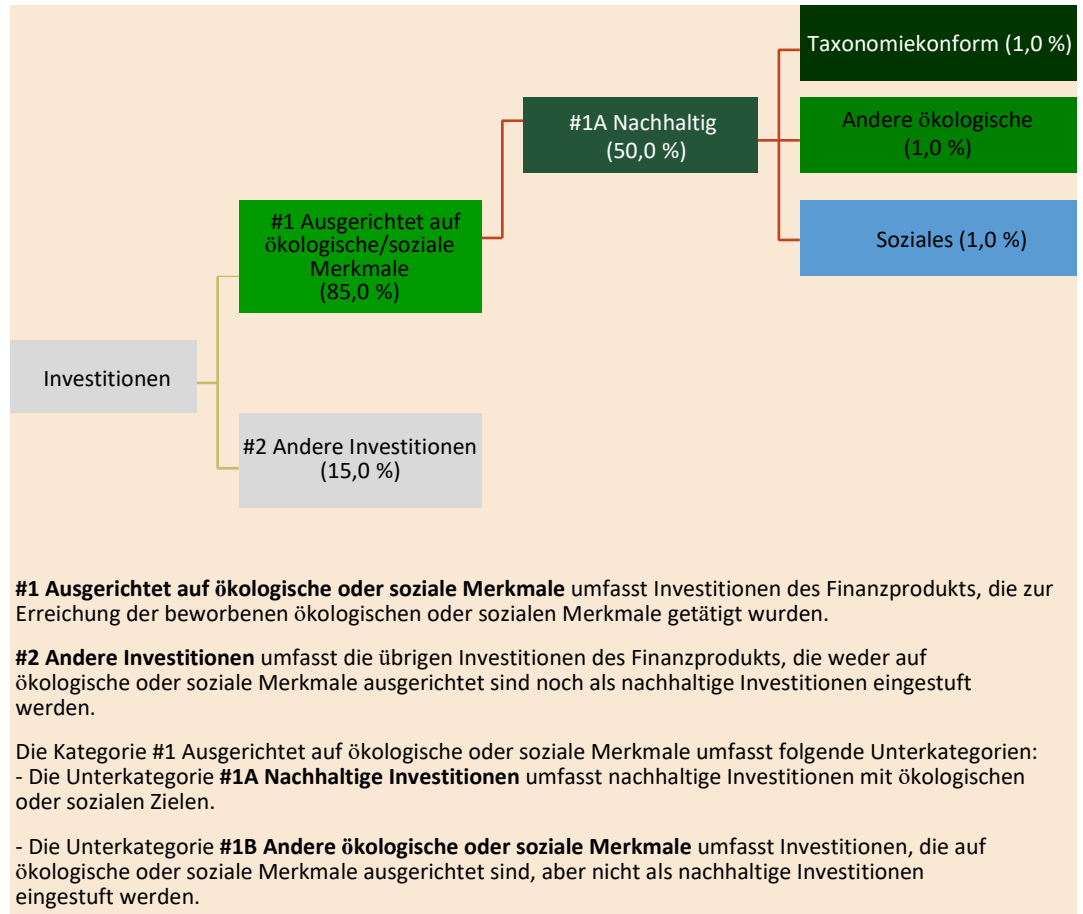 Taxonomiekonform (1,0 %)
#1A Nachhaltig
(50,0 %)
Andere ökologische
(1,0 %)
#1 Ausgerichtet auf
ökologische/soziale
Merkmale
(85,0 %)
Soziales (1,0 %)
Investitionen
#2 Andere Investitionen
(15,0 %)
#1 Ausgerichtet auf ökologische oder soziale Merkmale umfasst Investitionen des Finanzprodukts, die zur
Erreichung der beworbenen ökologischen oder sozialen Merkmale getätigt wurden.
#2 Andere Investitionen umfasst die übrigen Investitionen des Finanzprodukts, die weder auf
ökologische oder soziale Merkmale ausgerichtet sind noch als nachhaltige Investitionen eingestuft
werden.
Die Kategorie #1 Ausgerichtet auf ökologische oder soziale Merkmale umfasst folgende Unterkategorien:
- Die Unterkategorie #1A Nachhaltige Investitionen umfasst nachhaltige Investitionen mit ökologischen
oder sozialen Zielen.
- Die Unterkategorie #1B Andere ökologische oder soziale Merkmale umfasst Investitionen, die auf
ökologische oder soziale Merkmale ausgerichtet sind, aber nicht als nachhaltige Investitionen
eingestuft werden.